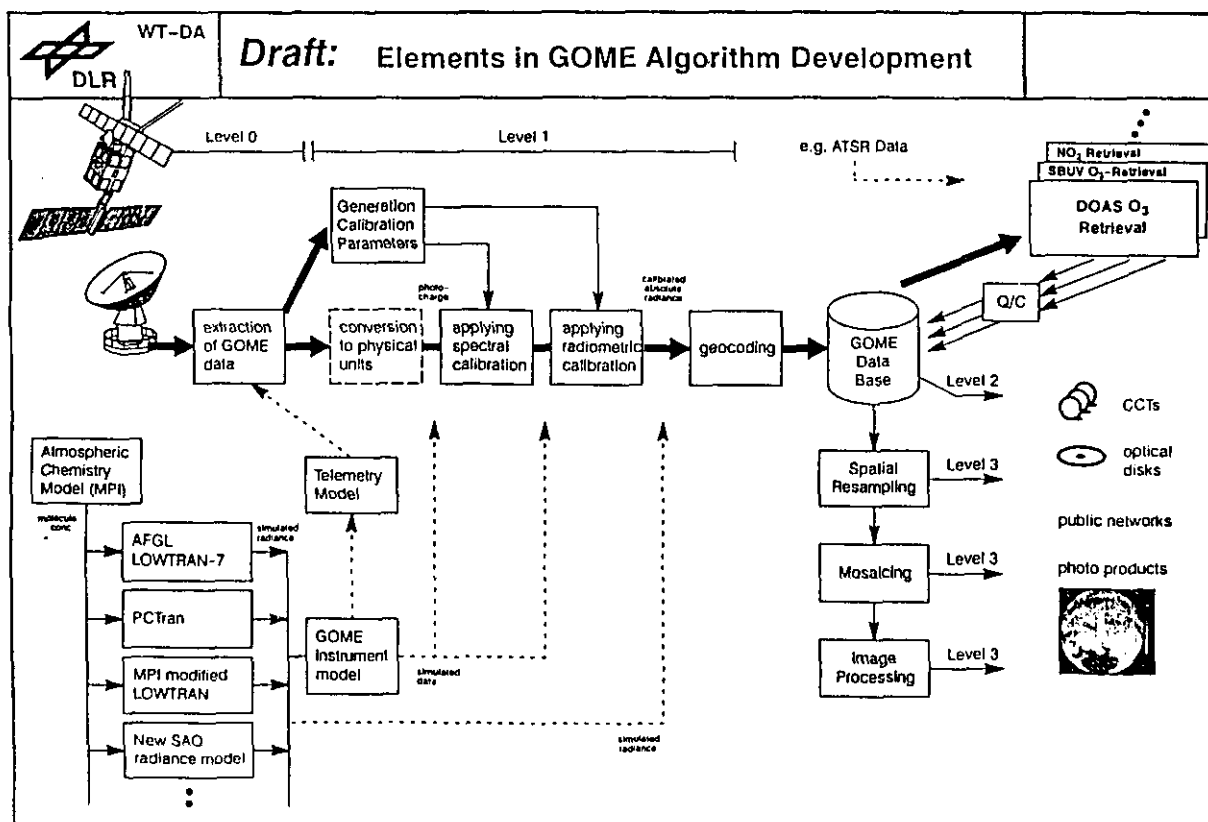 WT-DA
DLR
Draft: Elements in GOME Algorithm Development
Level 0
Level 1
e.g. ATSR Data
NO₂ Retrieval
SBUV O₃-Retrieval
DOAS O₃
Retrieval
Generation
Calibration
Parameters
photo-
charge
calibrated
absolute
radiance
Q/C
extraction
of GOME
data
conversion
to physical
units
applying
spectral
calibration
applying
radiometric
calibration
geocoding
GOME
Data
Base
Level 2
CCTs
optical
disks
public networks
photo products
Atmospheric
Chemistry
Model (MPI)
molecule
conc
simulated
radiance
Telemetry
Model
Spatial
Resampling
Level 3
AFGL
LOWTRAN-7
Mosaicing
Level 3
PCTran
GOME
Instrument
model
simulated
data
Image
Processing
Level 3
MPI modified
LOWTRAN
New SAO
radiance model
simulated
radiance